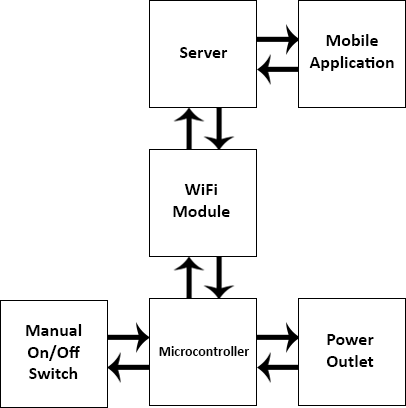 Server
Mobile
Application
WiFi
Module
Manual
On/Off
Switch
Microcontroller
Power
Outlet